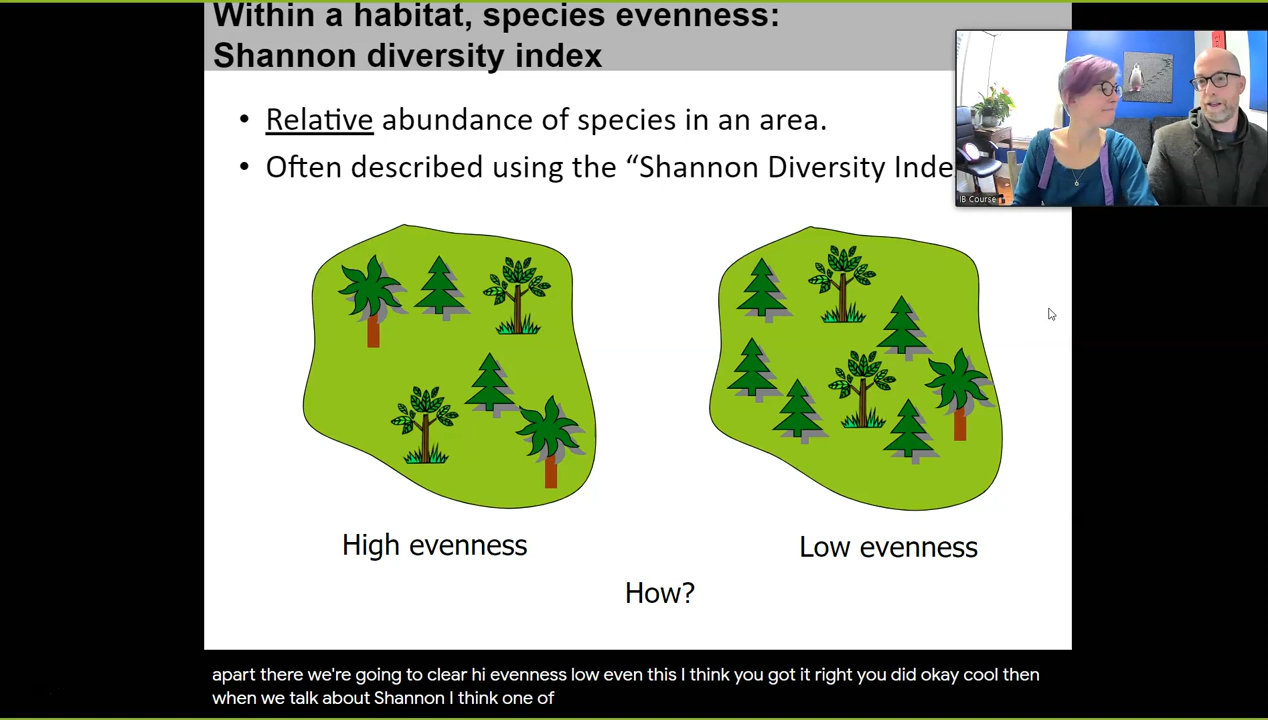 Within a habitat, species evenness:
Shannon diversity index
• Relative abundance of species in an area.
• Often described using the “Shannon Diversity Inde
IB Course
High evenness
Low evenness
How?
apart there we're going to clear hi evenness low even this I think you got it right you did okay cool then
when we talk about Shannon I think one of